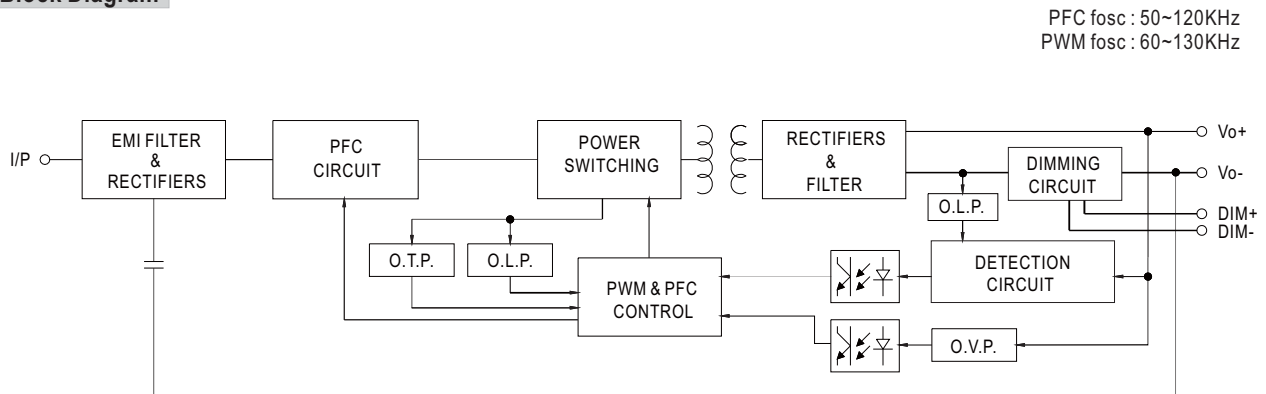 Block Diagram
PFC fosc : 50~120KHz
PWM fosc : 60~130KHz
I/P
EMI FILTER
&
RECTIFIERS
PFC
CIRCUIT
POWER
SWITCHING
RECTIFIERS
&
FILTER
DIMMING
CIRCUIT
Vo+
Vo-
DIM+
DIM-
O.L.P.
O.T.P.
O.L.P.
PWM & PFC
CONTROL
DETECTION
CIRCUIT
O.V.P.